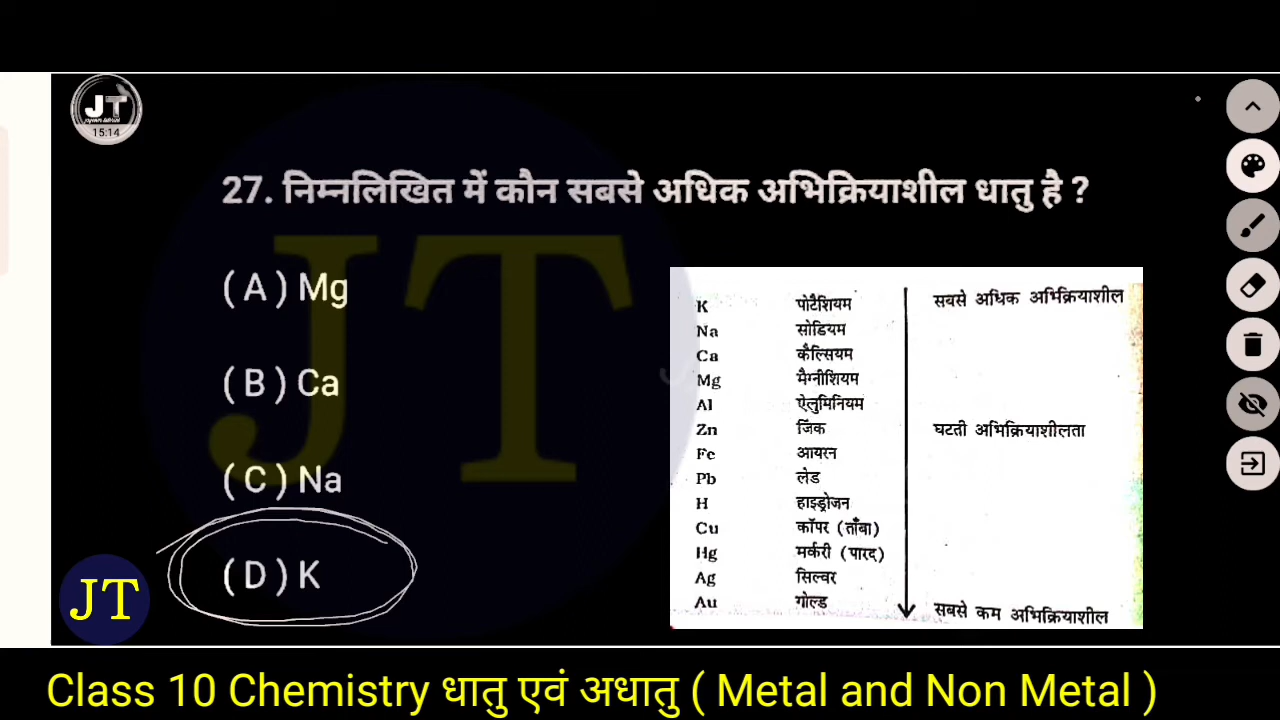 JT
15:14
27. निम्नलिखित में कौन सबसे अधिक अभिक्रियाशील धातु है ?
( A ) Mg
( B ) Ca
( C ) Na
( D ) K
K पोटैशियम सबसे अधिक अभिक्रियाशील
Na सोडियम
Ca कैल्सियम
Mg मैग्नीशियम
Al ऐलुमिनियम
Zn जिंक घटती अभिक्रियाशीलता
Fe आयरन
Pb लेड
H हाइड्रोजन
Cu कॉपर (ताँबा)
Hg मर्करी (पारद)
Ag सिल्वर
Au गोल्ड सबसे कम अभिक्रियाशील
JT
JT
Class 10 Chemistry धातु एवं अधातु ( Metal and Non Metal )